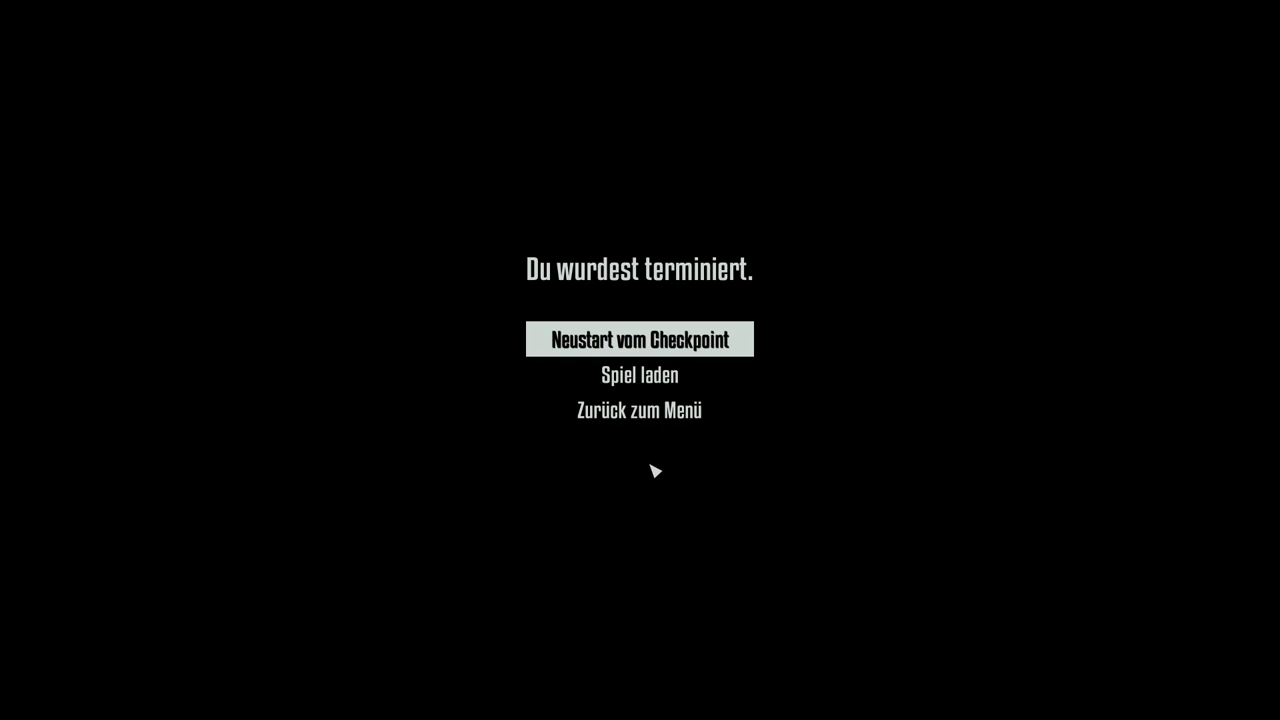 Du wurdest terminiert.
Neustart vom Checkpoint
Spiel laden
Zurück zum Menü